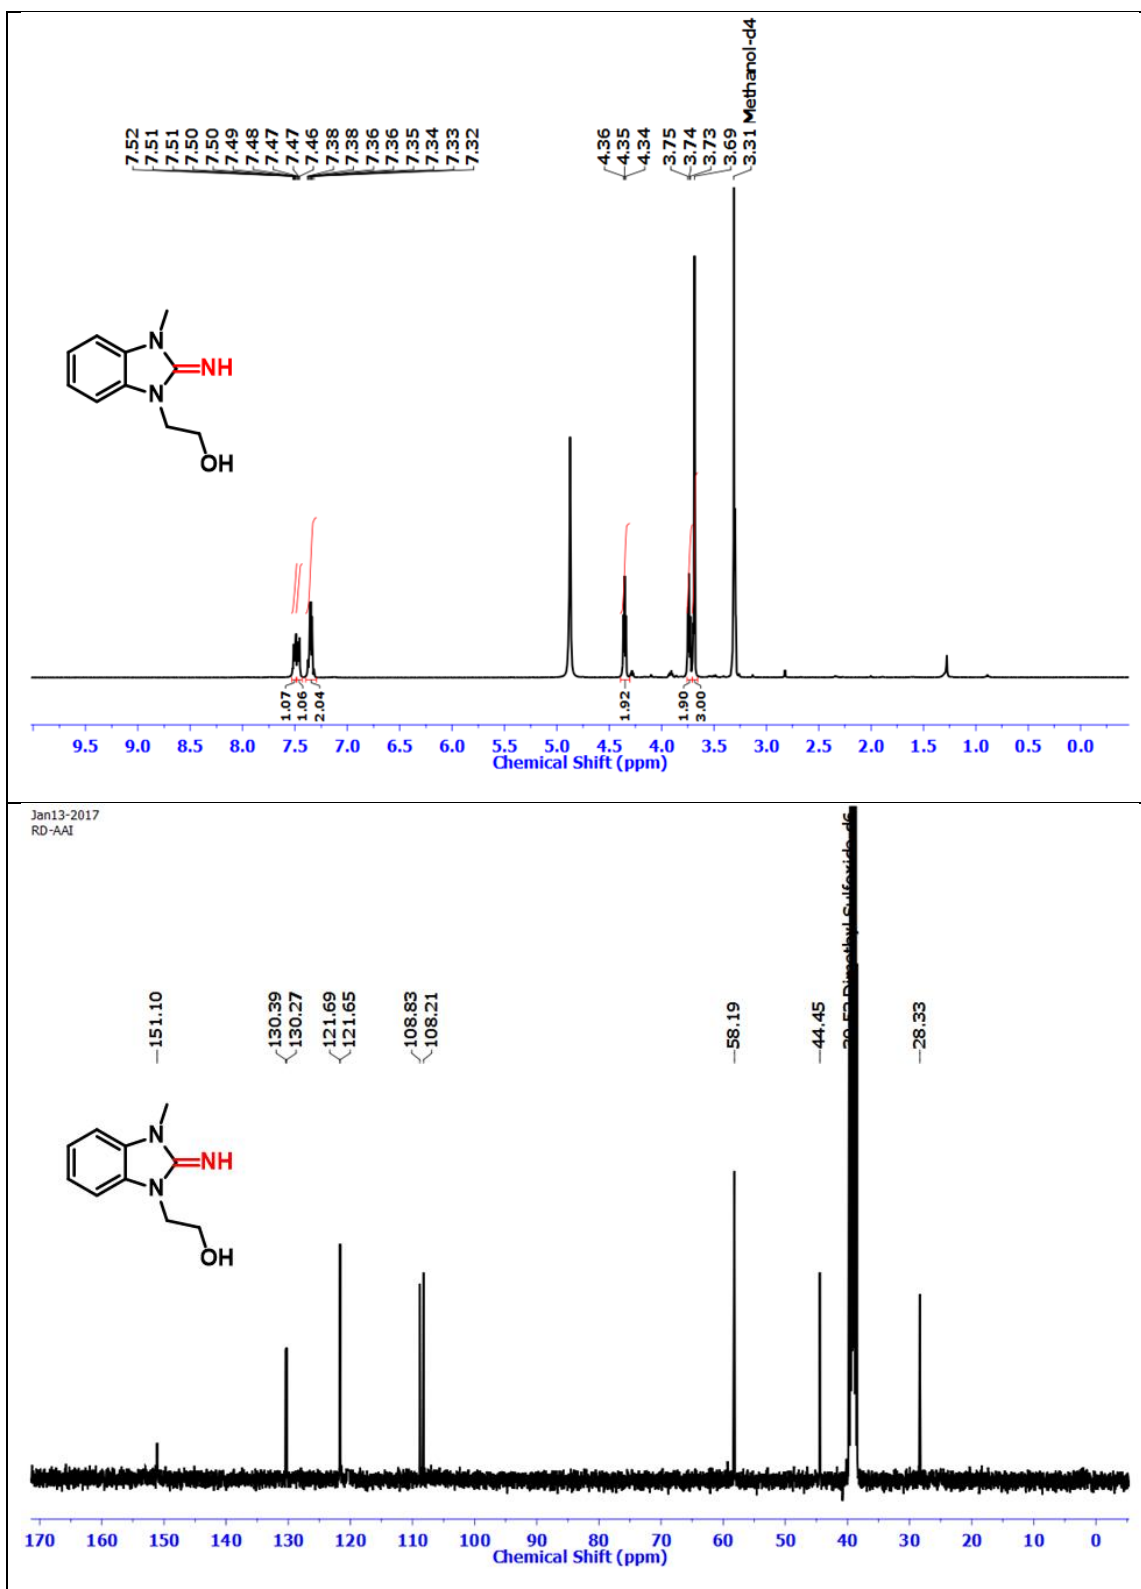 7.52
7.51
7.51
7.50
7.50
7.49
7.48
7.47
7.47
7.46
7.38
7.38
7.36
7.36
7.35
7.34
7.33
7.32
4.36
4.35
4.34
3.75
3.74
3.73
3.69
3.31 Methanol-d4
N
NH
N
OH
1.07
1.06
2.04
1.92
1.90
3.00
9.5 9.0 8.5 8.0 7.5 7.0 6.5 6.0 5.5 5.0 4.5 4.0 3.5 3.0 2.5 2.0 1.5 1.0 0.5 0.0
Chemical Shift (ppm)
Jan13-2017
RD-AAI
151.10
130.39
130.27
121.69
121.65
108.83
108.21
58.19
44.45
39.52 Dimethyl Sulfoxide-d6
28.33
N
NH
N
OH
170 160 150 140 130 120 110 100 90 80 70 60 50 40 30 20 10 0
Chemical Shift (ppm)